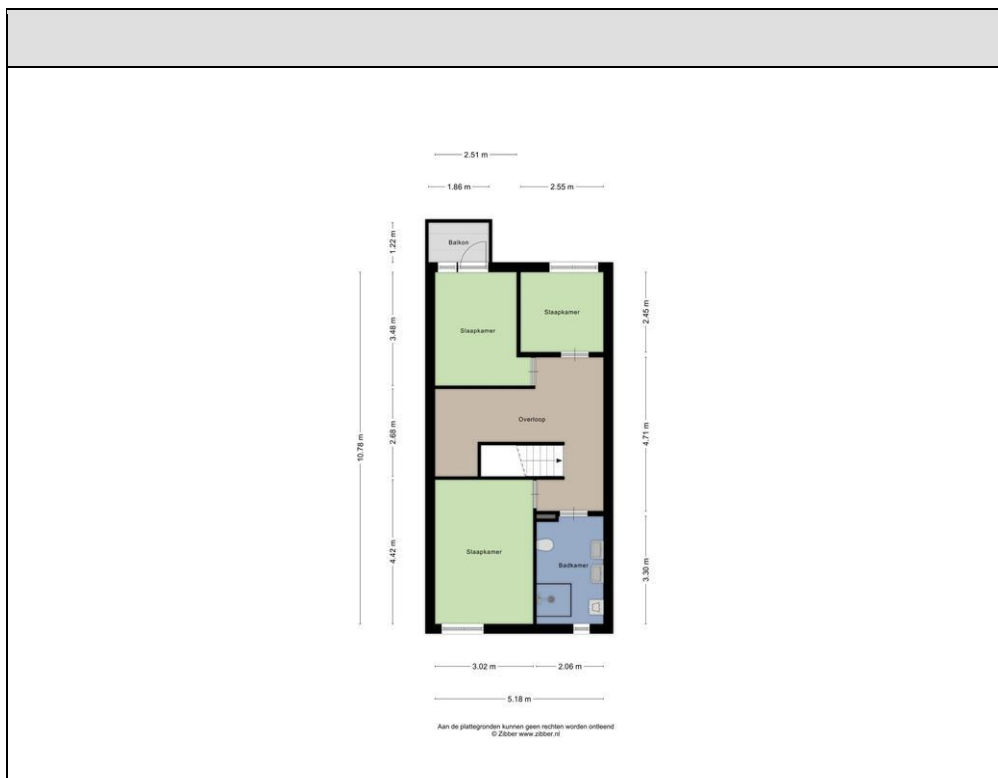 2.51 m
1.86 m
2.55 m
1.22 m
Balkon
3.48 m
2.45 m
Slaapkamer
Slaapkamer
10.78 m
2.68 m
Overloop
4.71 m
4.42 m
Slaapkamer
Badkamer
3.30 m
3.02 m
2.06 m
5.18 m
Aan de plattegronden kunnen geen rechten worden ontleend
© Zibber www.zibber.nl